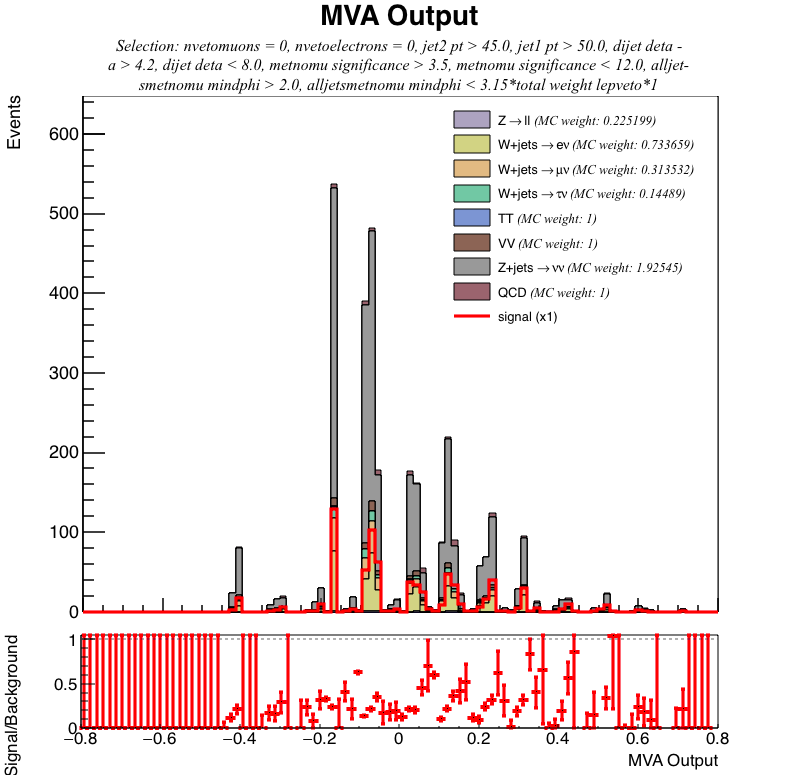 MVA Output
Selection: nvetomuons = 0, nvetoelectrons = 0, jet2 pt > 45.0, jet1 pt > 50.0, dijet deta -
a > 4.2, dijet deta < 8.0, metnomu significance > 3.5, metnomu significance < 12.0, alljet-
smetnomu mindphi > 2.0, alljetsmetnomu mindphi < 3.15*total weight lepveto*1
Events
600
500
400
300
200
100
0
Z→ll (MC weight: 0.225199)
W+jets→eν (MC weight: 0.733659)
W+jets→μν (MC weight: 0.313532)
W+jets→τν (MC weight: 0.14489)
TT (MC weight: 1)
VV (MC weight: 1)
Z+jets→νν (MC weight: 1.92545)
QCD (MC weight: 1)
signal (x1)
Signal/Background
1
0.5
0
−0.8 −0.6 −0.4 −0.2 0 0.2 0.4 0.6 0.8
MVA Output